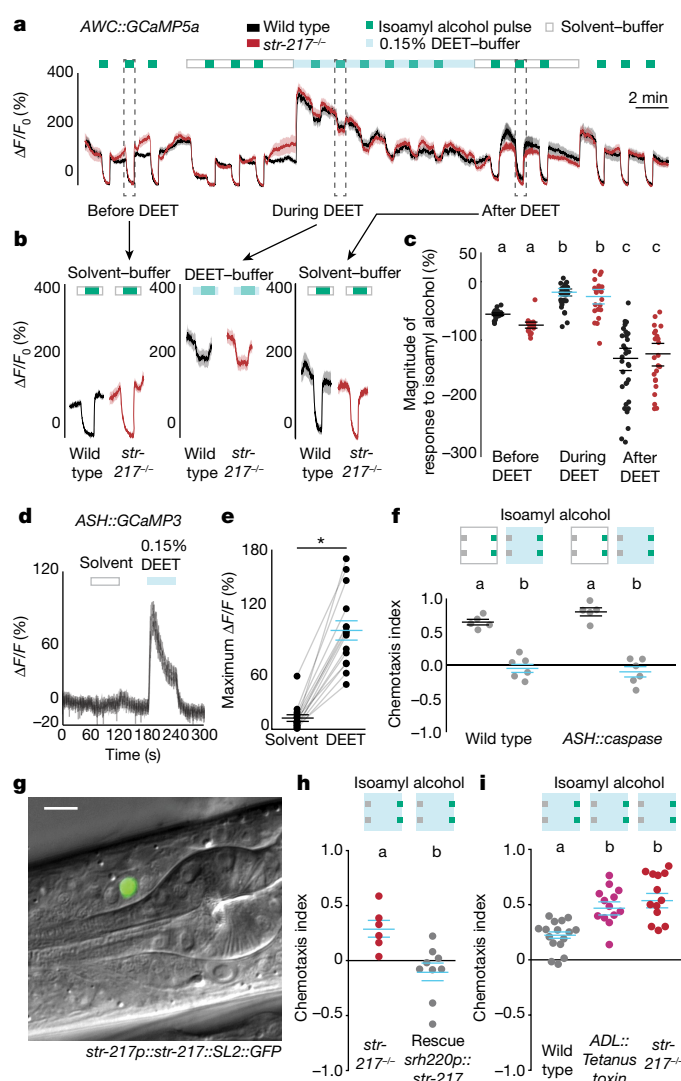 a
AWC::GCaMP5a
Wild type
str-217–/–
Isoamyl alcohol pulse
0.15% DEET–buffer
Solvent–buffer
400
200
0
ΔF/F0 (%)
2 min
Before DEET
During DEET
After DEET
b
Solvent–buffer
DEET–buffer
Solvent–buffer
400
200
0
400
200
0
400
200
0
ΔF/F0 (%)
Wild type
str-217–/–
Wild type
str-217–/–
Wild type
str-217–/–
c
a a b b c c
50
0
–100
–200
–300
Magnitude of
response to isoamyl alcohol (%)
Before DEET
During DEET
After DEET
d
ASH::GCaMP3
Solvent
0.15%
DEET
120
60
0
–20
ΔF/F (%)
0 60 120 180 240 300
Time (s)
e
*
180
120
60
0
Maximum ΔF/F (%)
Solvent DEET
f
Isoamyl alcohol
a b a b
1.0
0.5
0.0
–0.5
–1.0
Chemotaxis index
Wild type
ASH::caspase
g
str-217p::str-217::SL2::GFP
h
Isoamyl alcohol
a b
1.0
0.5
0
–0.5
–1.0
Chemotaxis index
str-
217–/–
Rescue
srh220p::
str-217
i
Isoamyl alcohol
a b b
1.0
0.5
0
–0.5
–1.0
Chemotaxis index
Wild
type
ADL::
Tetanus
toxin
str-
217–/–